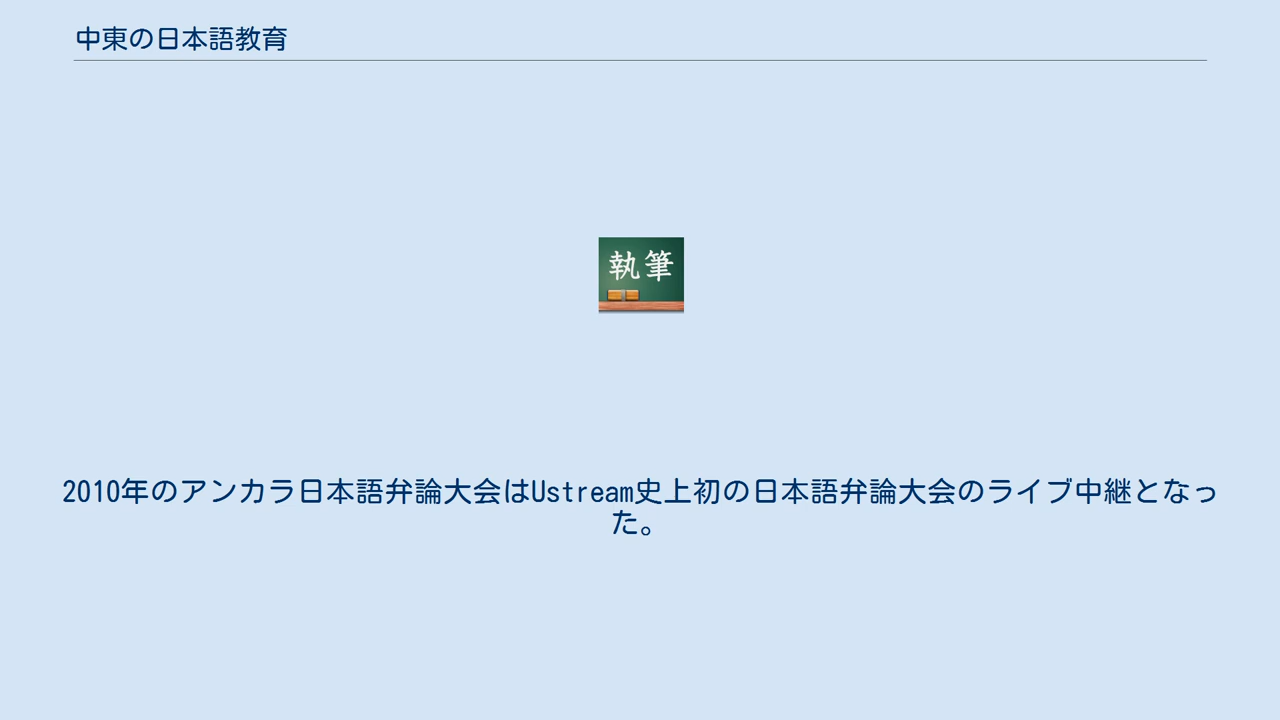 中東の日本語教育
執筆
2010年のアンカラ日本語弁論大会はUstream史上初の日本語弁論大会のライブ中継となっ
た。